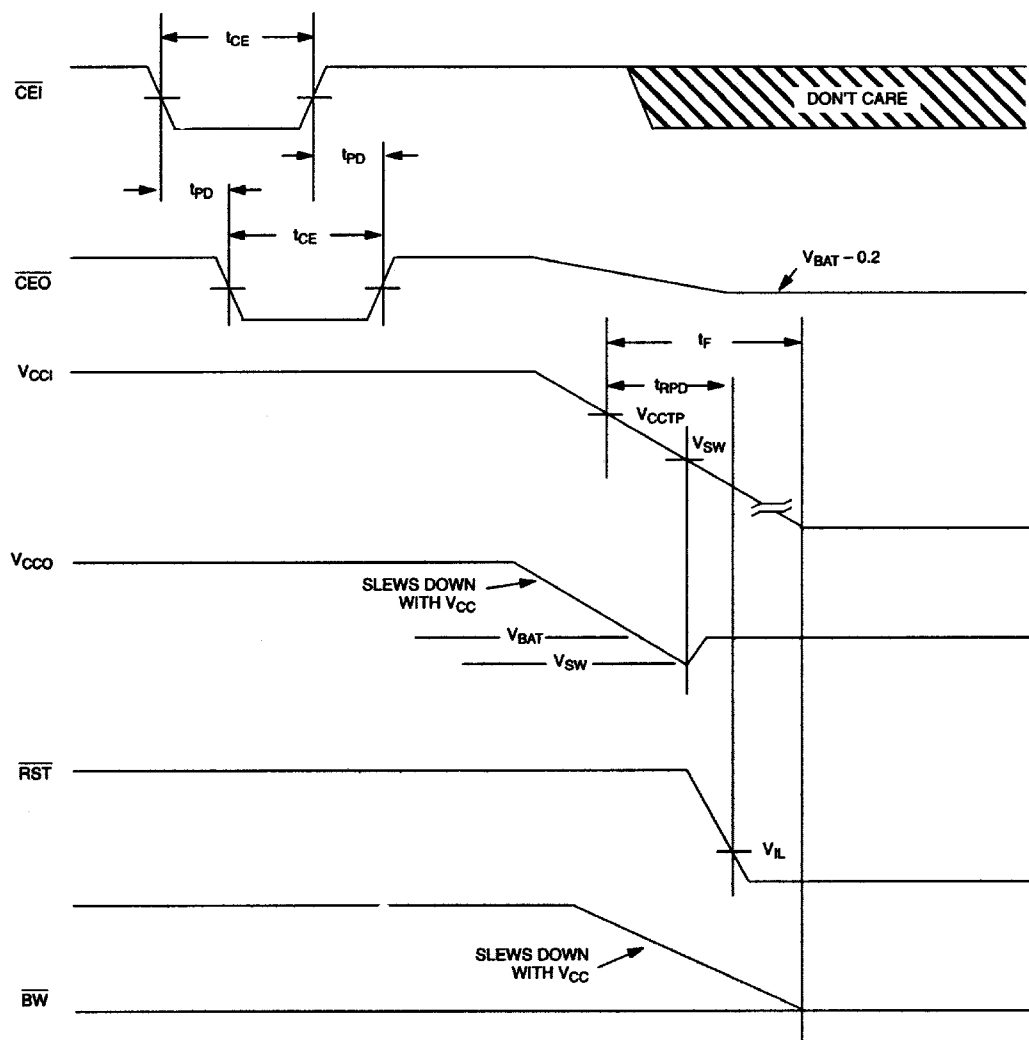 tCE
CEI
DON'T CARE
tPD
tPD
tCE
CEO
VBAT – 0.2
tF
VCCI
tRPD
VCCTP
VSW
VCCO
SLEWS DOWN
WITH VCC
VBAT
VSW
RST
VIL
SLEWS DOWN
WITH VCC
BW